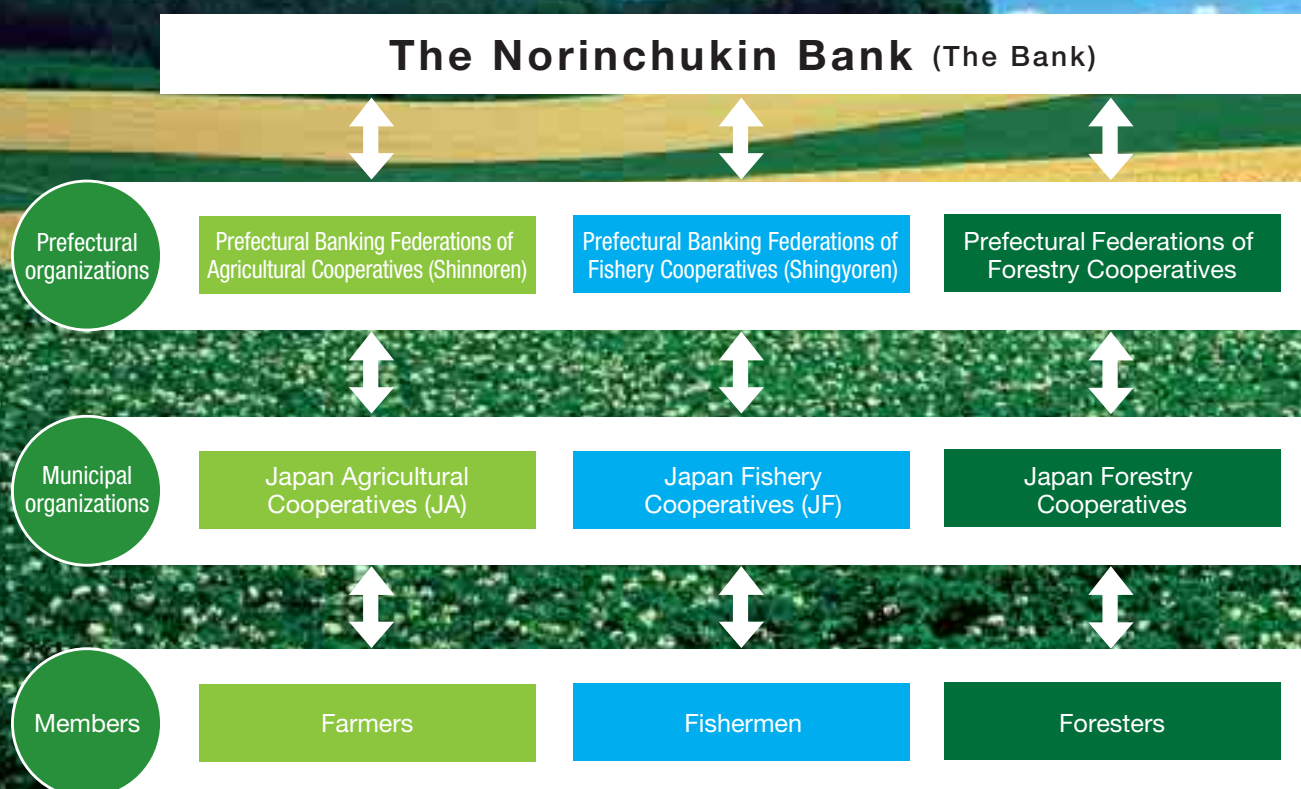 The Norinchukin Bank (The Bank)
Prefectural
organizations
Prefectural Banking Federations of
Agricultural Cooperatives (Shinnoren)
Prefectural Banking Federations of
Fishery Cooperatives (Shingyoren)
Prefectural Federations of
Forestry Cooperatives
Municipal
organizations
Japan Agricultural
Cooperatives (JA)
Japan Fishery
Cooperatives (JF)
Japan Forestry
Cooperatives
Members
Farmers
Fishermen
Foresters